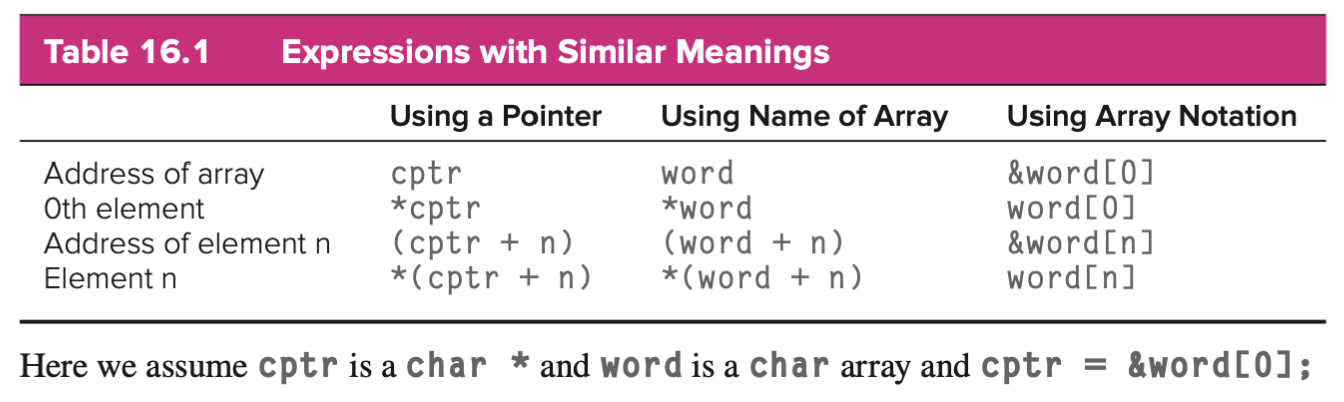 Table 16.1 Expressions with Similar Meanings
Using a Pointer Using Name of Array Using Array Notation
Address of array cptr word &word[0]
0th element *cptr *word word[0]
Address of element n (cptr + n) (word + n) &word[n]
Element n *(cptr + n) *(word + n) word[n]
Here we assume cptr is a char * and word is a char array and cptr = &word[0];